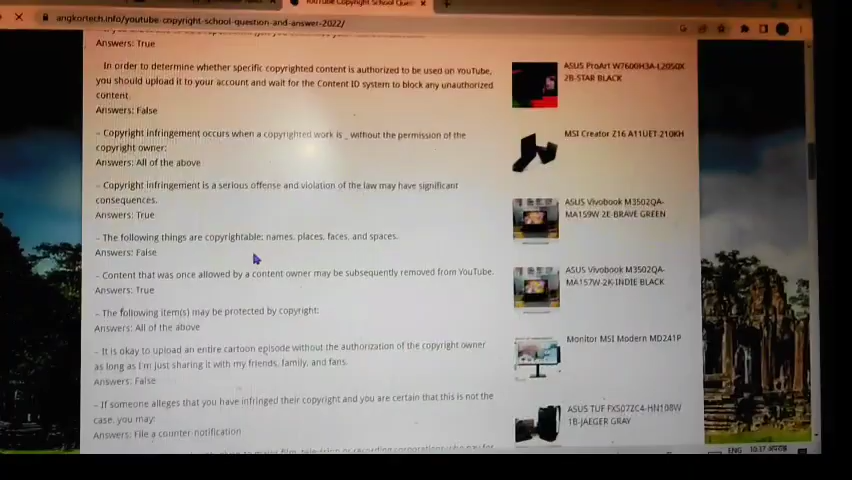 YouTube Copyright School Ques
angkortech.info/youtube-copyright-school-question-and-answer-2022/
Answers: True
In order to determine whether specific copyrighted content is authorized to be used on YouTube,
you should upload it to your account and wait for the Content ID system to block any unauthorized
content.
Answers: False
– Copyright infringement occurs when a copyrighted work is _ without the permission of the
copyright owner:
Answers: All of the above
– Copyright infringement is a serious offense and violation of the law may have significant
consequences.
Answers: True
– The following things are copyrightable: names, places, faces, and spaces.
Answers: False
– Content that was once allowed by a content owner may be subsequently removed from YouTube.
Answers: True
– The following item(s) may be protected by copyright:
Answers: All of the above
– It is okay to upload an entire cartoon episode without the authorization of the copyright owner
as long as I'm just sharing it with my friends, family, and fans.
Answers: False
– If someone alleges that you have infringed their copyright and you are certain that this is not the
case, you may:
Answers: File a counter notification
ASUS ProArt W7600H3A-L2050X
2B-STAR BLACK
MSI Creator Z16 A11UET-210KH
ASUS Vivobook M3502QA-
MA159W 2E-BRAVE GREEN
ASUS Vivobook M3502QA-
MA157W-2K-INDIE BLACK
Monitor MSI Modern MD241P
ASUS TUF FX507ZC4-HN108W
1B-JAEGER GRAY
ENG 10:17